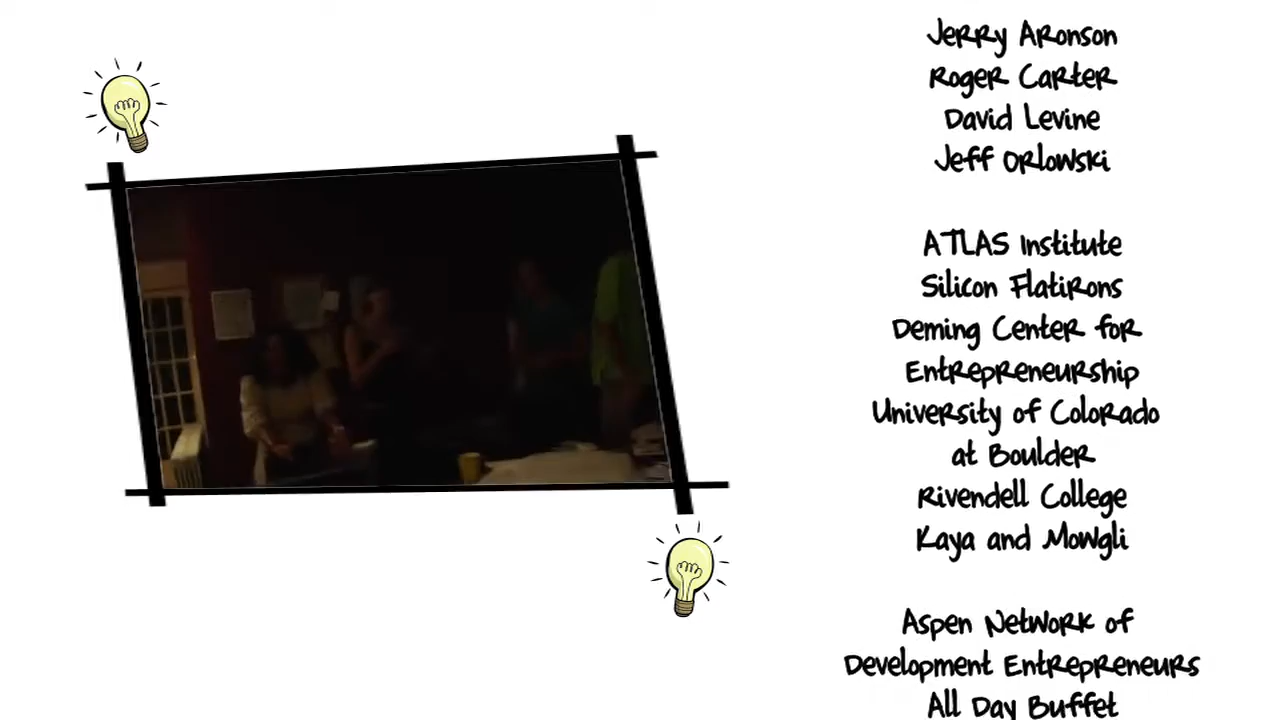 Jerry Aronson
Roger Carter
David Levine
Jeff Orlowski
ATLAS Institute
Silicon Flatirons
Deming Center for
Entrepreneurship
University of Colorado
at Boulder
Rivendell College
Kaya and Mowgli
Aspen Network of
Development Entrepreneurs
All Day Buffet